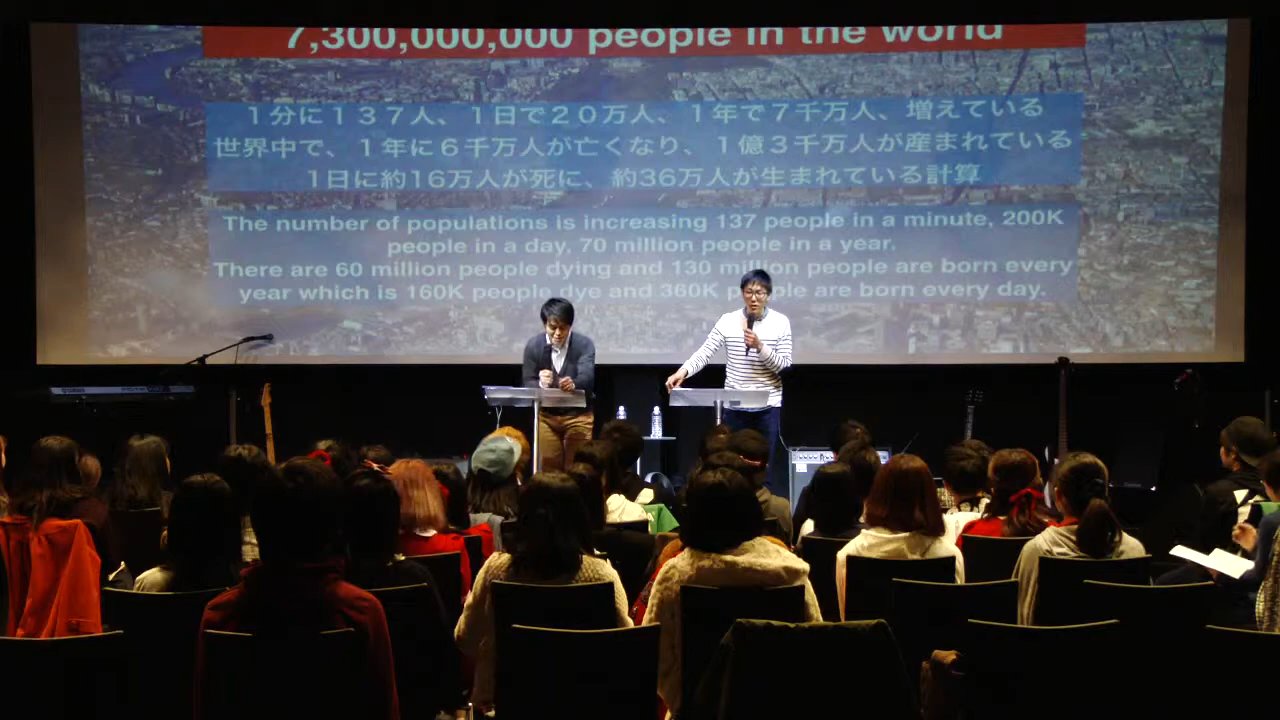 7,300,000,000 people in the world
１分に１３７人、１日で２０万人、１年で７千万人、増えている
世界中で、１年に６千万人が亡くなり、１億３千万人が産まれている
1日に約16万人が死に、約36万人が生まれている計算
The number of populations is increasing 137 people in a minute, 200K
people in a day, 70 million people in a year.
There are 60 million people dying and 130 million people are born every
year which is 160K people dye and 360K people are born every day.